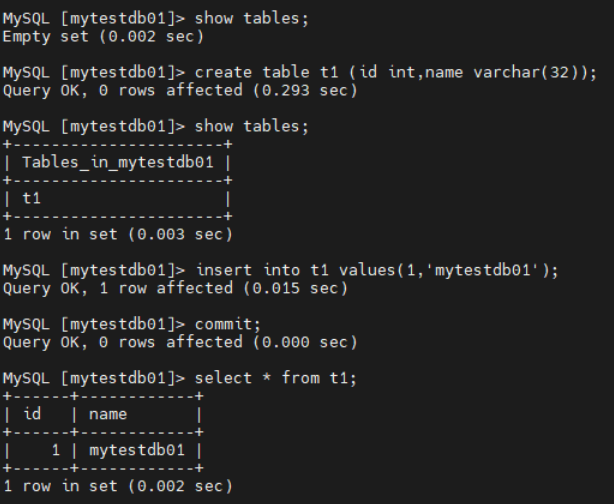 MySQL [mytestdb01]> show tables;
Empty set (0.002 sec)
MySQL [mytestdb01]> create table t1 (id int,name varchar(32));
Query OK, 0 rows affected (0.293 sec)
MySQL [mytestdb01]> show tables;
+----------------------+
| Tables_in_mytestdb01 |
+----------------------+
| t1                   |
+----------------------+
1 row in set (0.003 sec)
MySQL [mytestdb01]> insert into t1 values(1,'mytestdb01');
Query OK, 1 row affected (0.015 sec)
MySQL [mytestdb01]> commit;
Query OK, 0 rows affected (0.000 sec)
MySQL [mytestdb01]> select * from t1;
+------+------------+
| id   | name       |
+------+------------+
|    1 | mytestdb01 |
+------+------------+
1 row in set (0.002 sec)